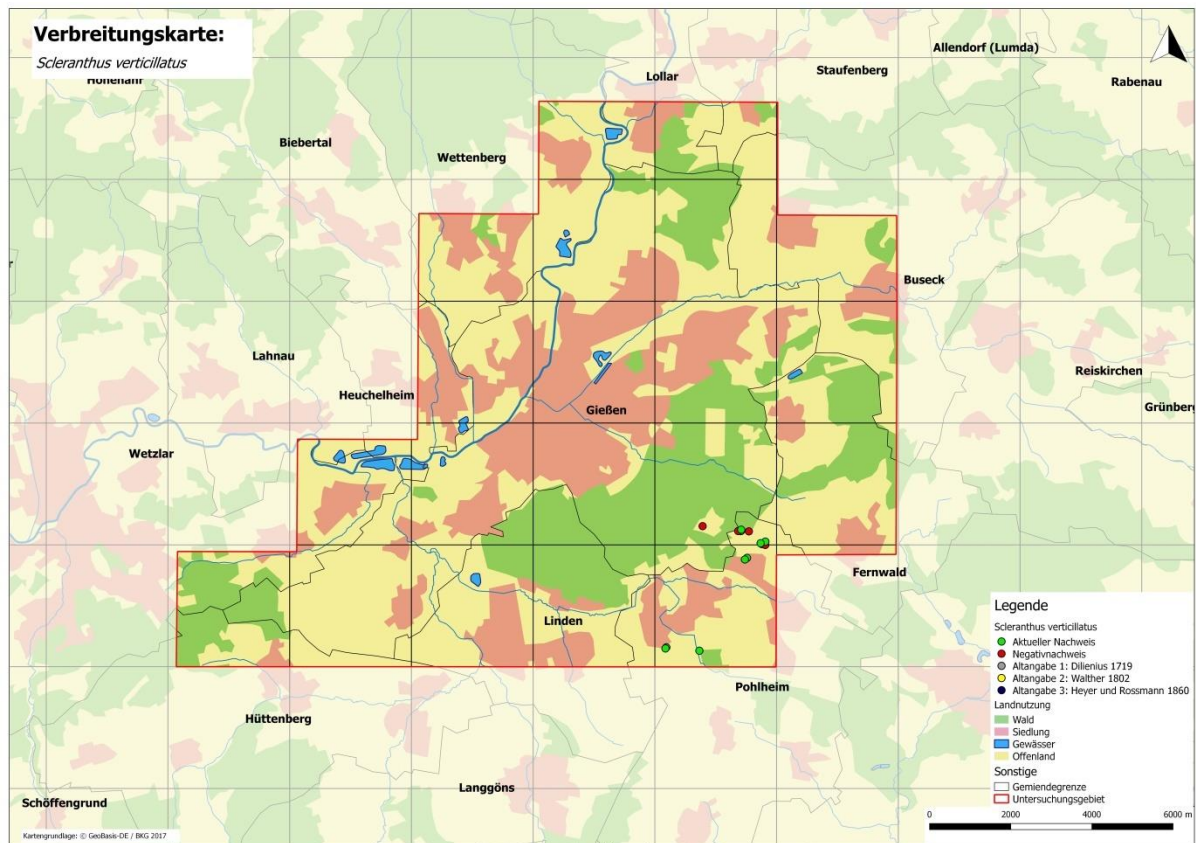 Verbreitungskarte:
Scleranthus verticillatus
Hohenahr
Allendorf (Lumda)
Lollar
Staufenberg
Rabenau
Biebertal
Wettenberg
Buseck
Lahnau
Reiskirchen
Heuchelheim
Grünberg
Gießen
Wetzlar
Fernwald
Linden
Pohlheim
Hüttenberg
Langgöns
Schöffengrund
Legende
Scleranthus verticillatus
Aktueller Nachweis
Negativnachweis
Altangabe 1: Dilienius 1719
Altangabe 2: Walther 1802
Altangabe 3: Heyer und Rossmann 1860
Landnutzung
Wald
Siedlung
Gewässer
Offenland
Sonstige
Gemiendegrenze
Untersuchungsgebiet
0 2000 4000 6000 m
Kartengrundlage: © GeoBasis-DE / BKG 2017